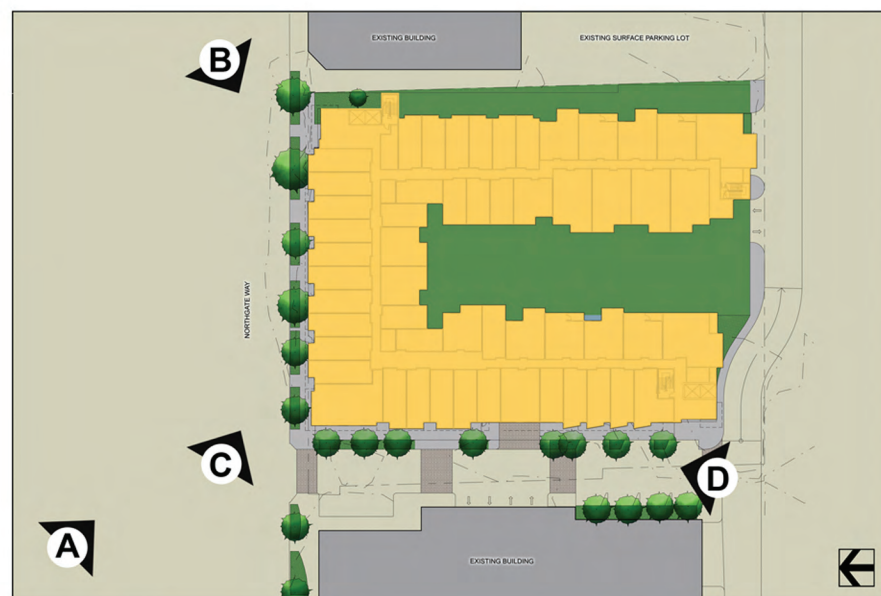 EXISTING BUILDING
EXISTING SURFACE PARKING LOT
B
NORTHGATE WAY
C
D
A
EXISTING BUILDING